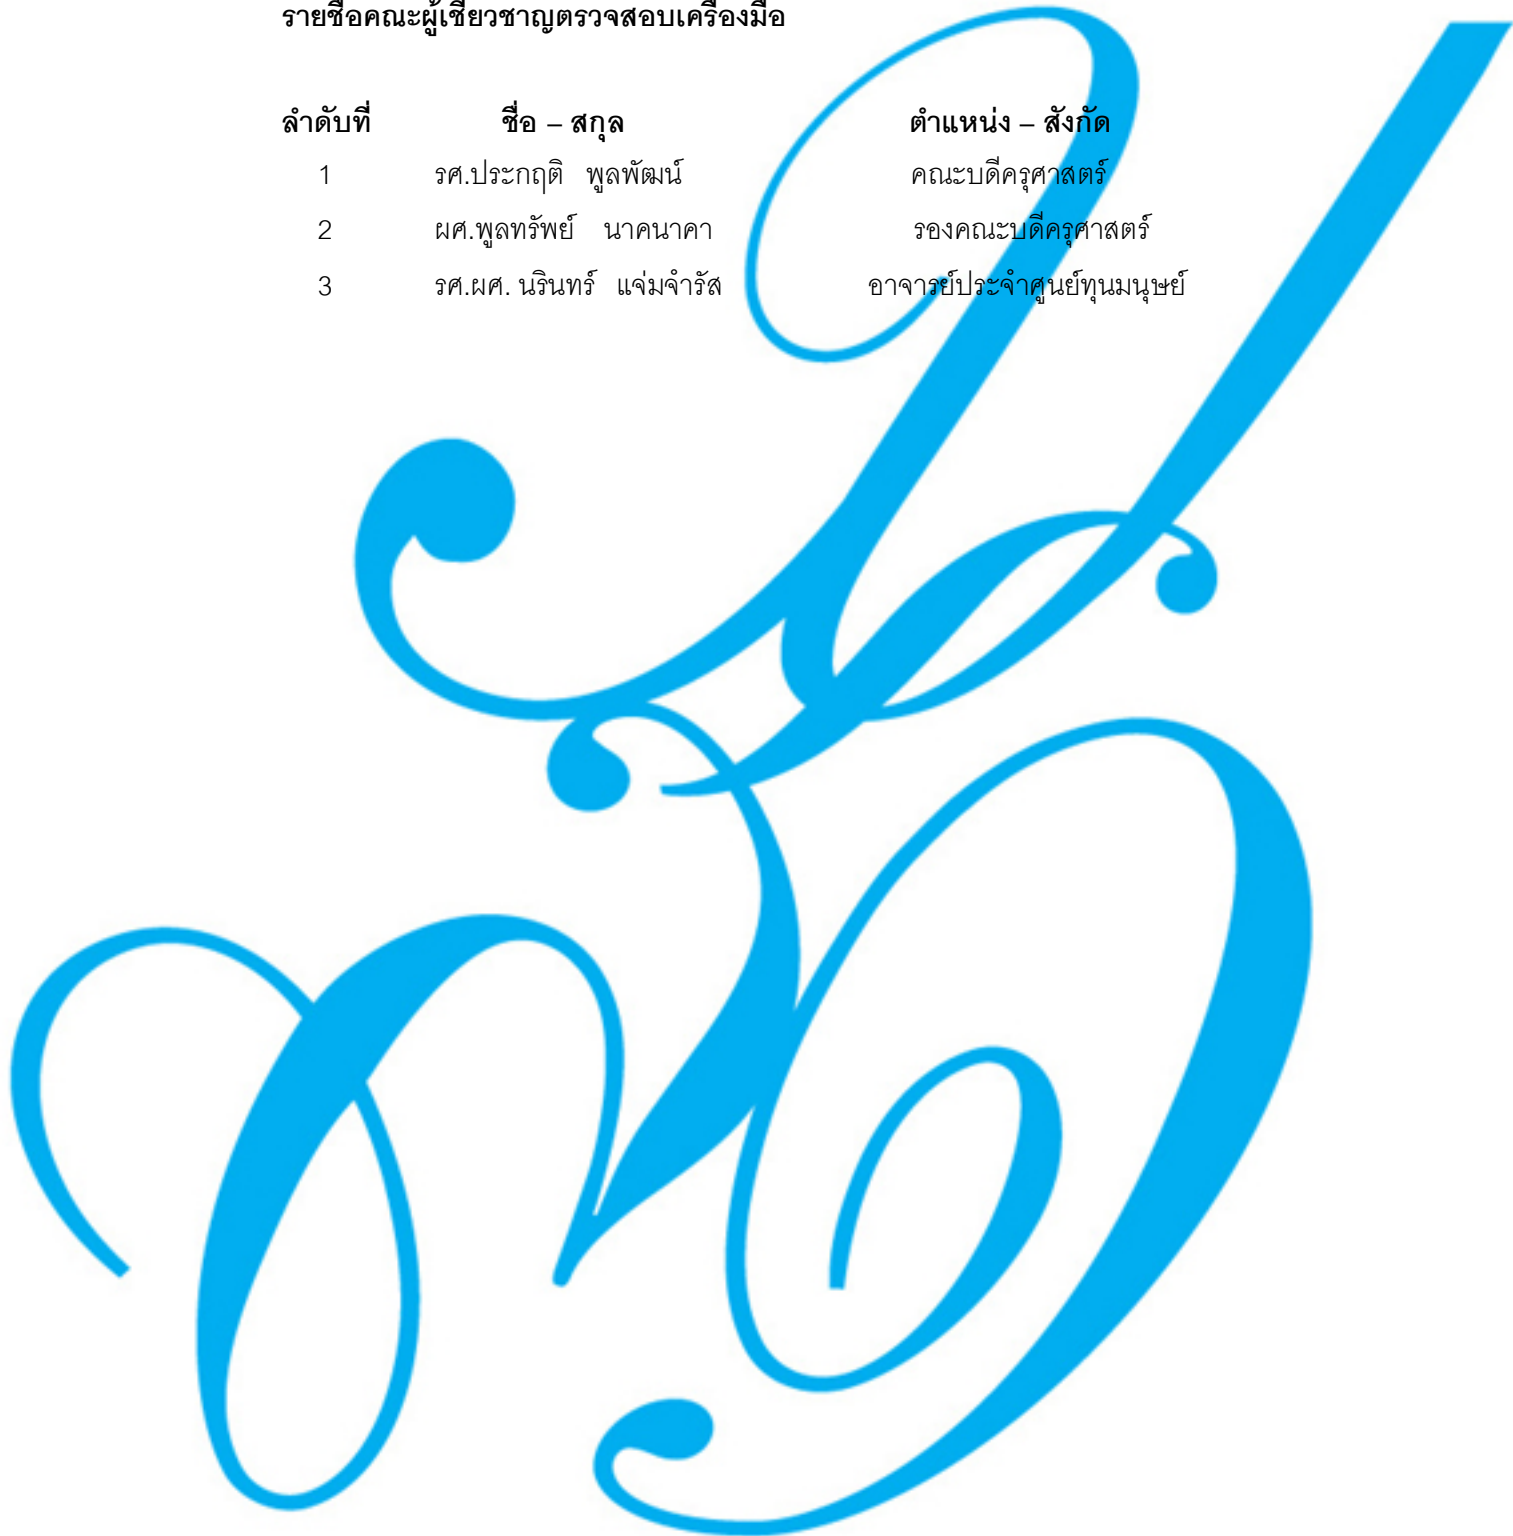 รายชื่อคณะผู้เชี่ยวชาญตรวจสอบเครื่องมือ
ลำดับที่ ชื่อ – สกุล ตำแหน่ง – สังกัด
1 รศ.ประกฤติ พูลพัฒน์ คณะบดีครุศาสตร์
2 ผศ.พูลทรัพย์ นาคนาคา รองคณะบดีครุศาสตร์
3 รศ.ผศ. นรินทร์ แจ่มจำรัส อาจารย์ประจำศูนย์ทุนมนุษย์